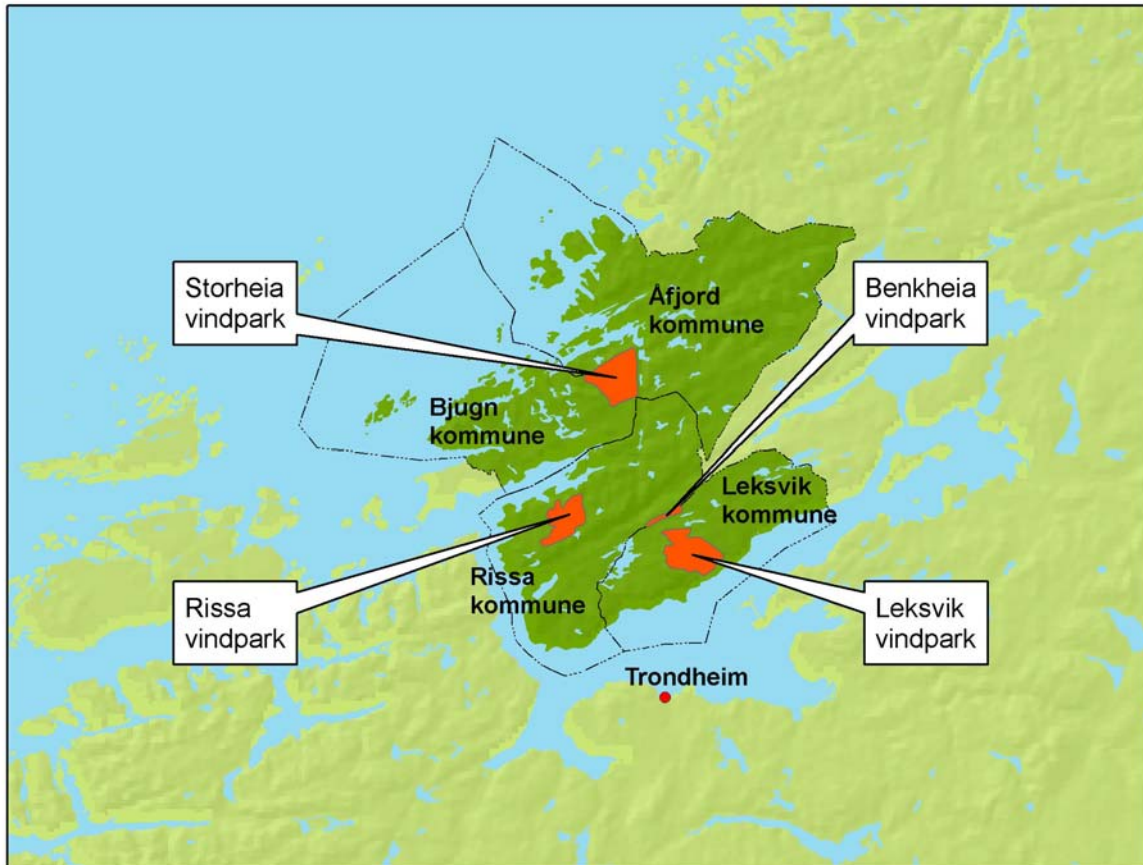 Storheia
vindpark
Åfjord
kommune
Benkheia
vindpark
Bjugn
kommune
Leksvik
kommune
Rissa
vindpark
Rissa
kommune
Leksvik
vindpark
Trondheim